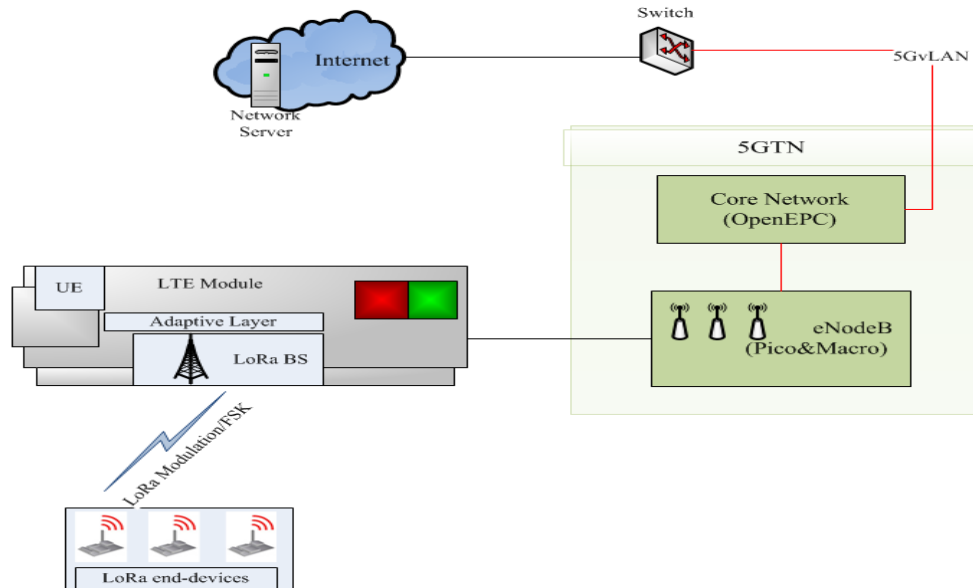 Switch
Internet
5GvLAN
Network
Server
5GTN
Core Network
(OpenEPC)
UE
LTE Module
Adaptive Layer
LoRa BS
eNodeB
(Pico&Macro)
LoRa Modulation/FSK
LoRa end-devices